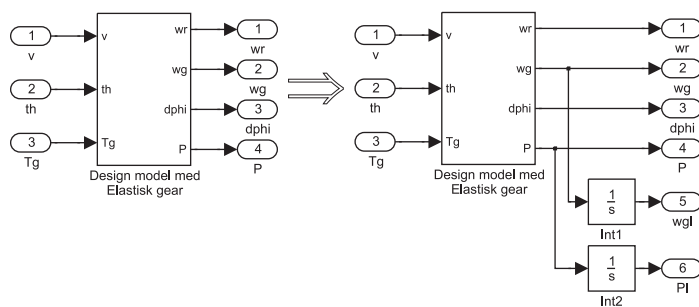 1
v
2
th
3
Tg
v
th
Tg
wr
wg
dphi
P
Design model med
Elastisk gear
1
wr
2
wg
3
dphi
4
P
1
v
2
th
3
Tg
v
th
Tg
wr
wg
dphi
P
Design model med
Elastisk gear
1
wr
2
wg
3
dphi
4
P
1
s
Int1
5
wgI
1
s
Int2
6
PI